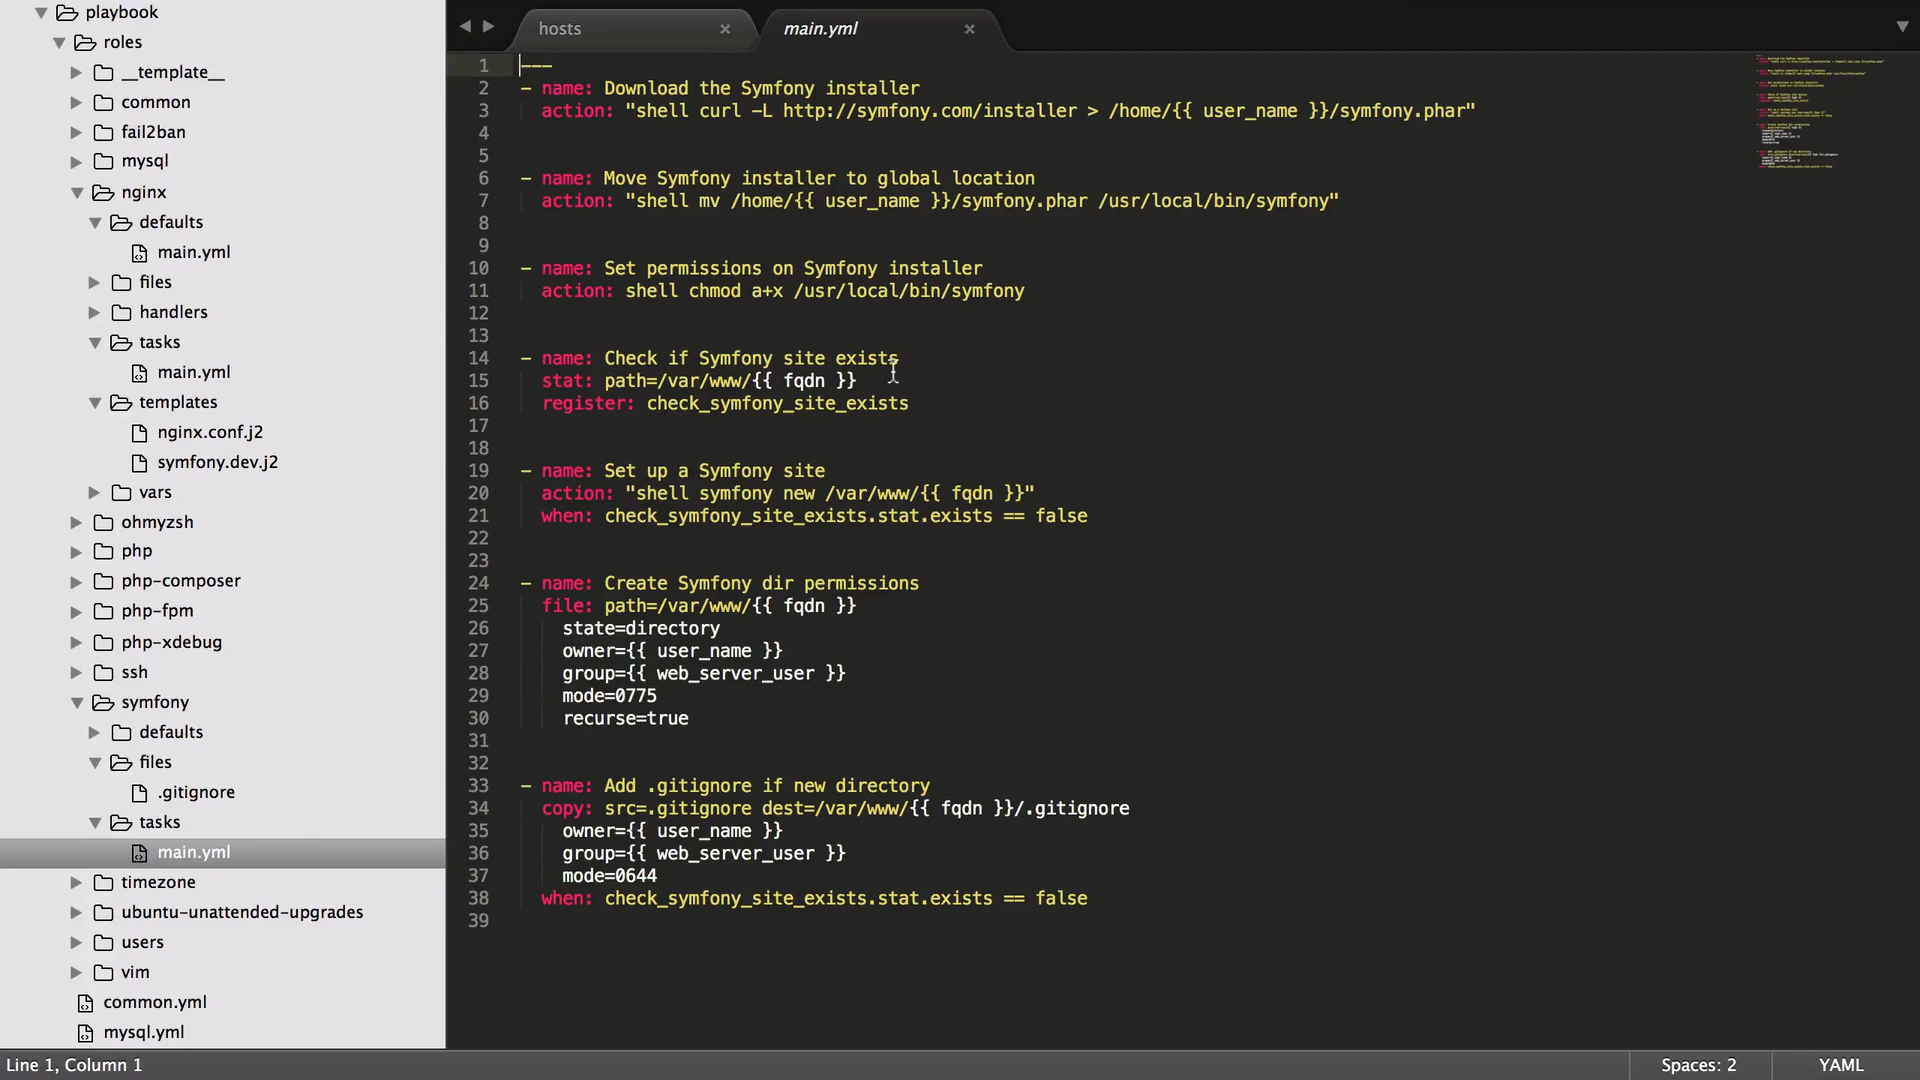 playbook
roles
__template__
common
fail2ban
mysql
nginx
defaults
main.yml
files
handlers
tasks
main.yml
templates
nginx.conf.j2
symfony.dev.j2
vars
ohmyzsh
php
php-composer
php-fpm
php-xdebug
ssh
symfony
defaults
files
.gitignore
tasks
main.yml
timezone
ubuntu-unattended-upgrades
users
vim
common.yml
mysql.yml
hosts
main.yml
1 ---
2 - name: Download the Symfony installer
3 action: "shell curl -L http://symfony.com/installer > /home/{{ user_name }}/symfony.phar"
4
5
6 - name: Move Symfony installer to global location
7 action: "shell mv /home/{{ user_name }}/symfony.phar /usr/local/bin/symfony"
8
9
10 - name: Set permissions on Symfony installer
11 action: shell chmod a+x /usr/local/bin/symfony
12
13
14 - name: Check if Symfony site exists
15 stat: path=/var/www/{{ fqdn }}
16 register: check_symfony_site_exists
17
18
19 - name: Set up a Symfony site
20 action: "shell symfony new /var/www/{{ fqdn }}"
21 when: check_symfony_site_exists.stat.exists == false
22
23
24 - name: Create Symfony dir permissions
25 file: path=/var/www/{{ fqdn }}
26 state=directory
27 owner={{ user_name }}
28 group={{ web_server_user }}
29 mode=0775
30 recurse=true
31
32
33 - name: Add .gitignore if new directory
34 copy: src=.gitignore dest=/var/www/{{ fqdn }}/.gitignore
35 owner={{ user_name }}
36 group={{ web_server_user }}
37 mode=0644
38 when: check_symfony_site_exists.stat.exists == false
39
Line 1, Column 1
Spaces: 2
YAML